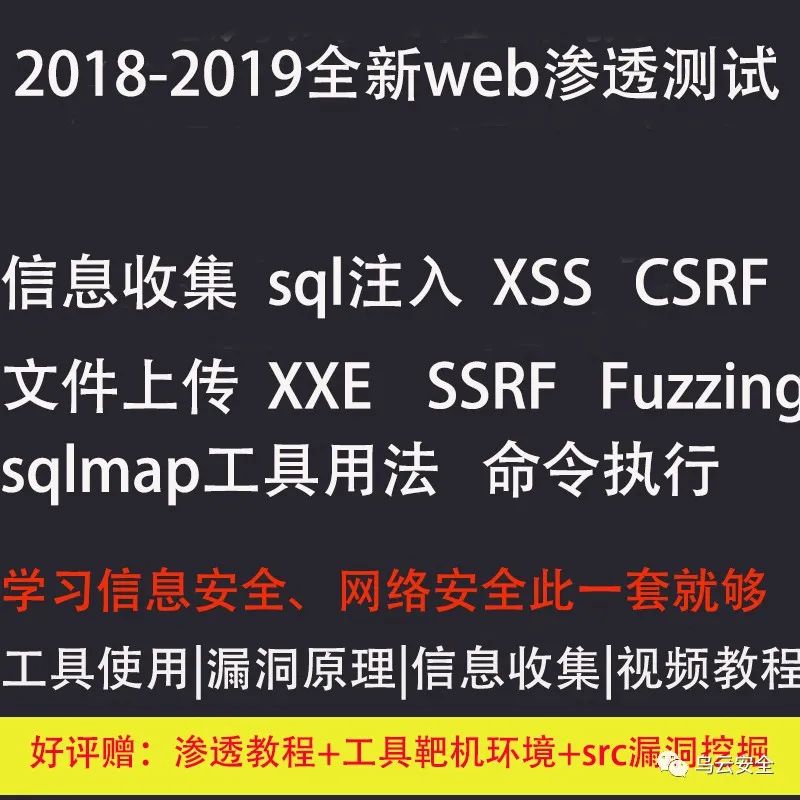 2018-2019全新web渗透测试
信息收集 sql注入 XSS CSRF
文件上传 XXE SSRF Fuzzing
sqlmap工具用法 命令执行
学习信息安全、网络安全此一套就够
工具使用|漏洞原理|信息收集|视频教程
好评赠：渗透教程+工具靶机环境+src漏洞挖掘
乌云安全